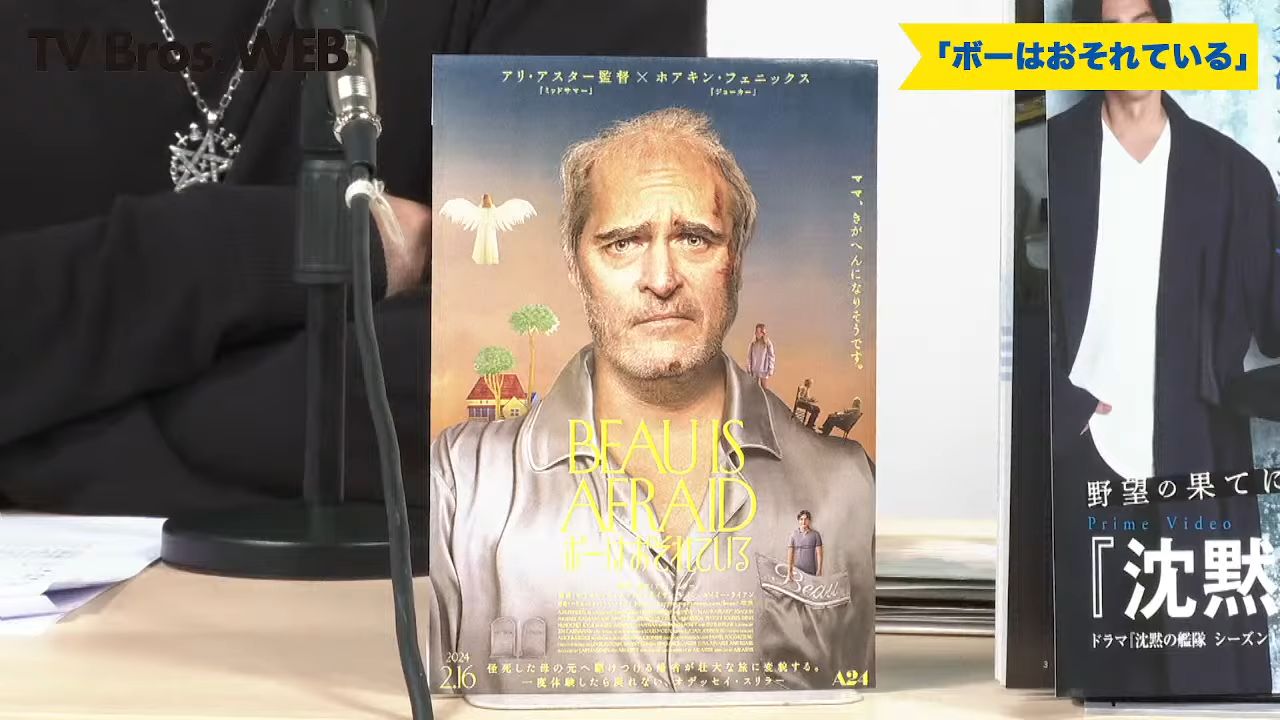 TV Bros.WEB
「ボーはおそれている」
アリ・アスター監督×ホアキン・フェニックス
「ミッドサマー」
「ジョーカー」
ママ、きがへんになりそうです。
BEAU IS
AFRAID
ボーはおそれている
Beau
2024
2.16
怪死した母の元へ駆けつける帰省が壮大な旅に変貌する。
一度体験したら戻れない、オデッセイ・スリラー
A24
野望の果てに
Prime Video
『沈黙
ドラマ『沈黙の艦隊 シーズン
3